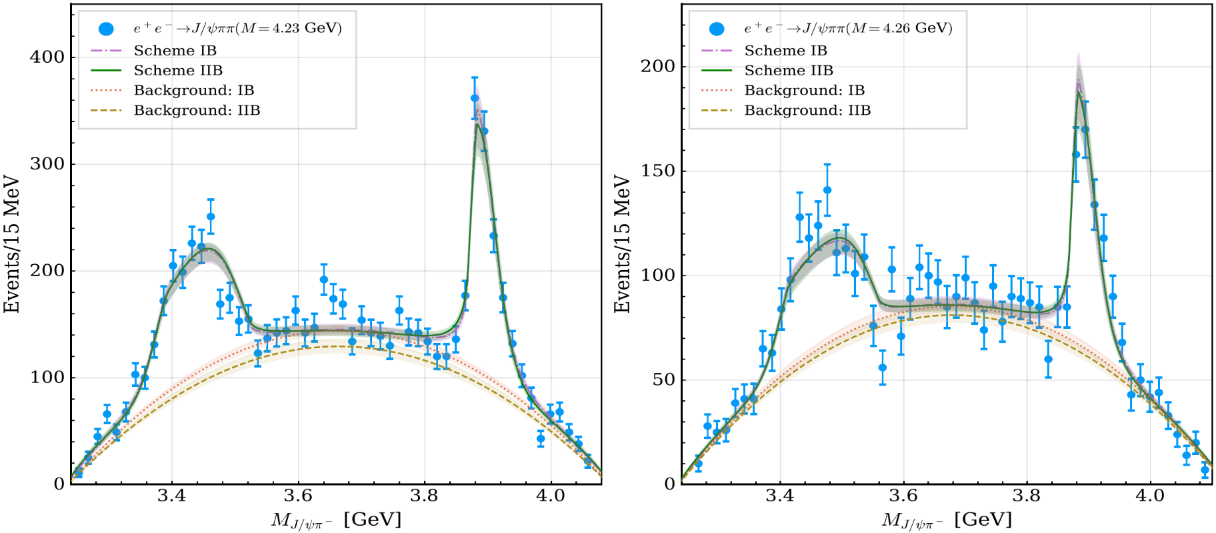 e⁺e⁻→J/ψππ(M=4.23 GeV)
Scheme IB
Scheme IIB
Background: IB
Background: IIB
400
300
200
100
0
Events/15 MeV
3.4
3.6
3.8
4.0
M_{J/ψπ⁻} [GeV]
e⁺e⁻→J/ψππ(M=4.26 GeV)
Scheme IB
Scheme IIB
Background: IB
Background: IIB
200
150
100
50
0
Events/15 MeV
3.4
3.6
3.8
4.0
M_{J/ψπ⁻} [GeV]